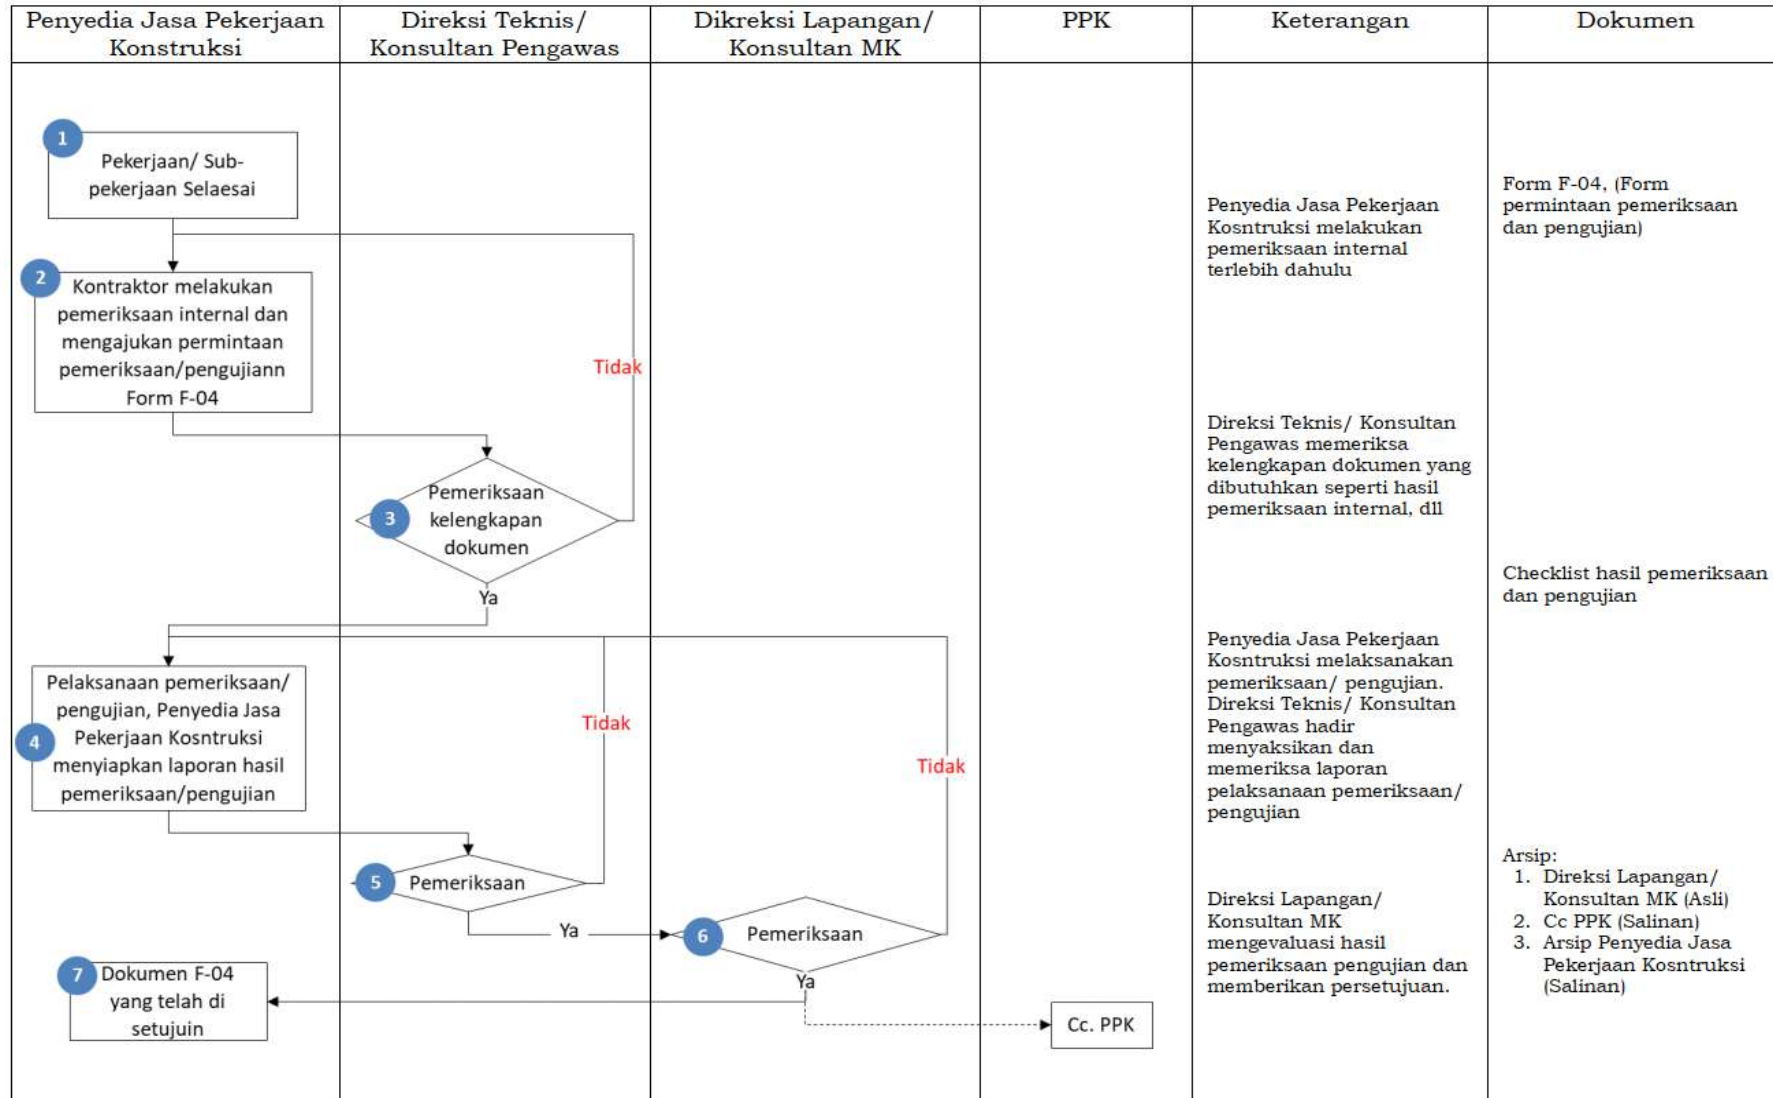 Penyedia Jasa Pekerjaan
Konstruksi
Direksi Teknis/
Konsultan Pengawas
Dikreksi Lapangan/
Konsultan MK
PPK
Keterangan
Dokumen
1
Pekerjaan/ Sub-
pekerjaan Selaesai
2
Kontraktor melakukan
pemeriksaan internal dan
mengajukan permintaan
pemeriksaan/pengujiann
Form F-04
Tidak
3
Pemeriksaan
kelengkapan
dokumen
Ya
4
Pelaksanaan pemeriksaan/
pengujian, Penyedia Jasa
Pekerjaan Kosntruksi
menyiapkan laporan hasil
pemeriksaan/pengujian
Tidak
Tidak
5
Pemeriksaan
Ya
6
Pemeriksaan
Ya
7
Dokumen F-04
yang telah di
setujuin
Cc. PPK
Penyedia Jasa Pekerjaan
Kosntruksi melakukan
pemeriksaan internal
terlebih dahulu
Direksi Teknis/ Konsultan
Pengawas memeriksa
kelengkapan dokumen yang
dibutuhkan seperti hasil
pemeriksaan internal, dll
Penyedia Jasa Pekerjaan
Kosntruksi melaksanakan
pemeriksaan/ pengujian.
Direksi Teknis/ Konsultan
Pengawas hadir
menyaksikan dan
memeriksa laporan
pelaksanaan pemeriksaan/
pengujian
Direksi Lapangan/
Konsultan MK
mengevaluasi hasil
pemeriksaan pengujian dan
memberikan persetujuan.
Form F-04, (Form
permintaan pemeriksaan
dan pengujian)
Checklist hasil pemeriksaan
dan pengujian
Arsip:
1. Direksi Lapangan/
Konsultan MK (Asli)
2. Cc PPK (Salinan)
3. Arsip Penyedia Jasa
Pekerjaan Kosntruksi
(Salinan)